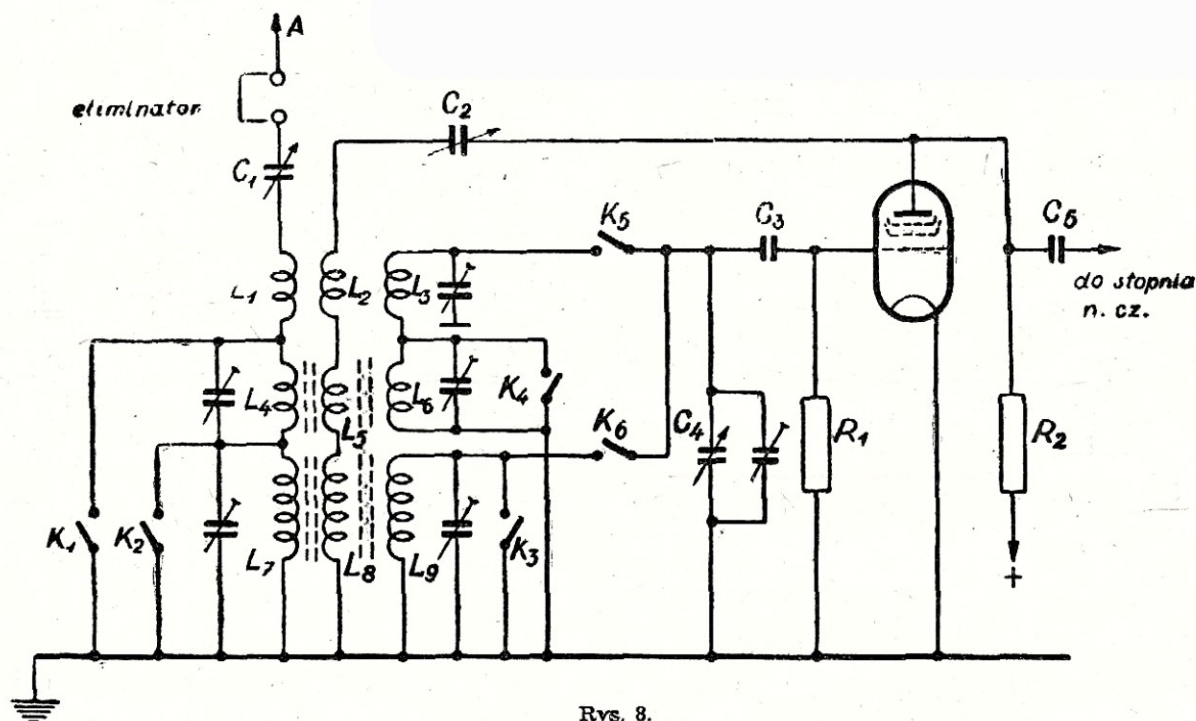 A
eliminator
C1
C2
K5
C3
C5
do stopnia
n. cz.
L1
L2
L3
L4
L5
L6
K4
K6
C4
R1
R2
K1
K2
L7
L8
L9
K3
+
Rys. 8.